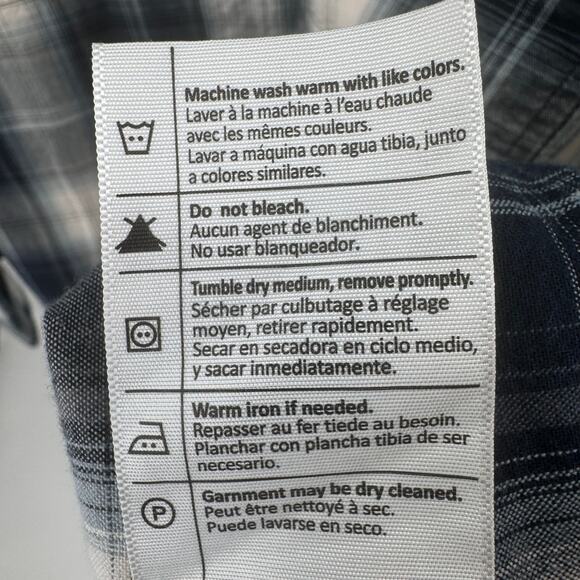 Machine wash warm with like colors.
Laver à la machine à l'eau chaude
avec les mêmes couleurs.
Lavar a máquina con agua tibia, junto
a colores similares.
Do not bleach.
Aucun agent de blanchiment.
No usar blanqueador.
Tumble dry medium, remove promptly.
Sécher par culbutage à réglage
moyen, retirer rapidement.
Secar en secadora en ciclo medio,
y sacar inmediatamente.
Warm iron if needed.
Repasser au fer tiede au besoin.
Planchar con plancha tibia de ser
necesario.
P
Garnment may be dry cleaned.
Peut être nettoyé à sec.
Puede lavarse en seco.